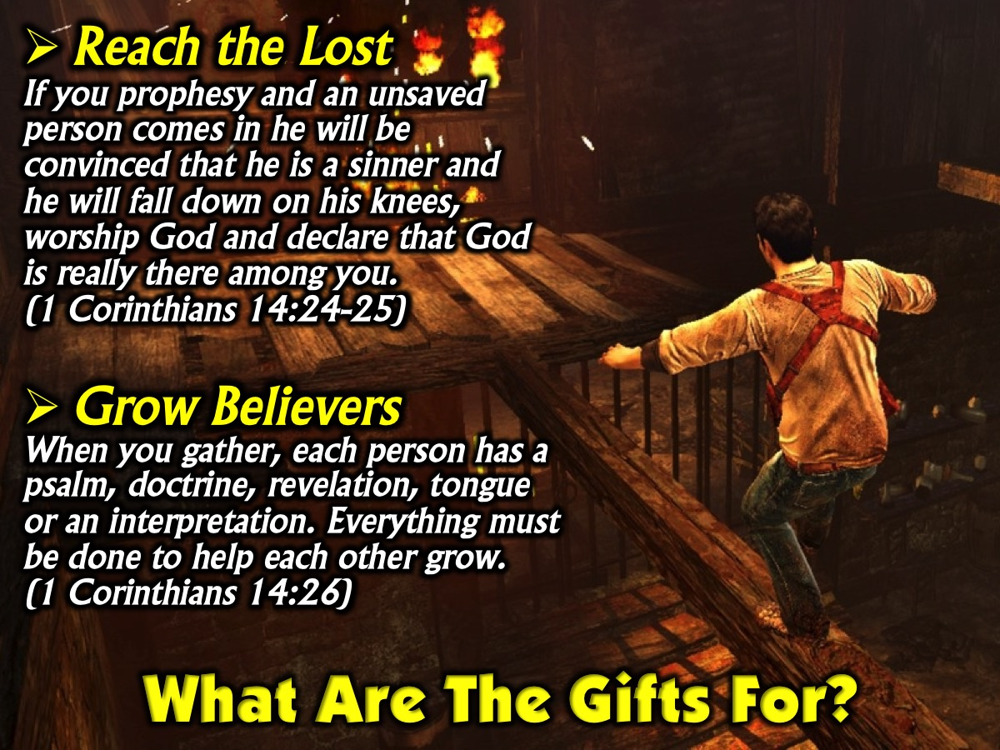 ➢ Reach the Lost
If you prophesy and an unsaved
person comes in he will be
convinced that he is a sinner and
he will fall down on his knees,
worship God and declare that God
is really there among you.
(1 Corinthians 14:24-25)
➢ Grow Believers
When you gather, each person has a
psalm, doctrine, revelation, tongue
or an interpretation. Everything must
be done to help each other grow.
(1 Corinthians 14:26)
What Are The Gifts For?